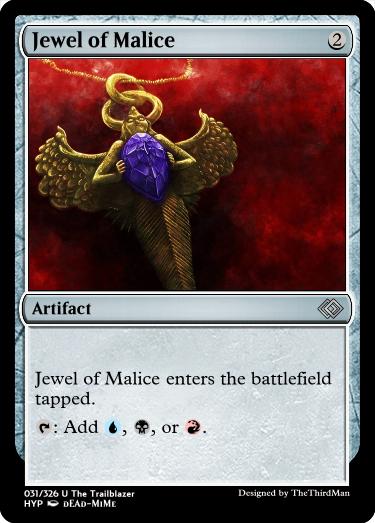 Jewel of Malice 2
Artifact
Jewel of Malice enters the battlefield
tapped.
: Add , , or .
031/326 U The Trailblazer
HYP dEAd-MiMe
Designed by TheThirdMan